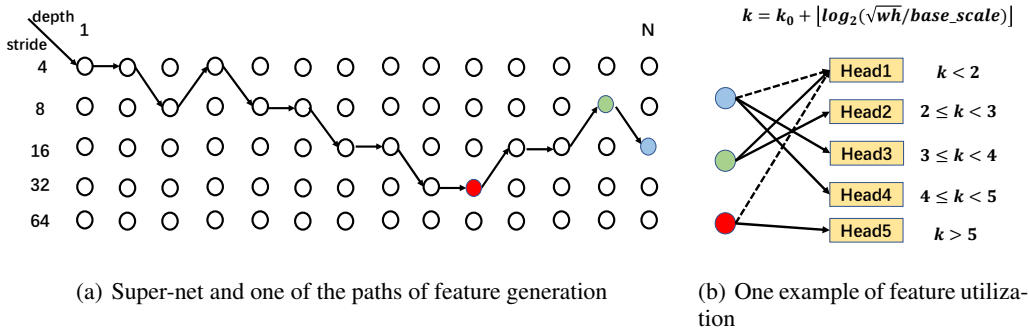 depth
1
N
stride
4
8
16
32
64
(a) Super-net and one of the paths of feature generation
k = k₀ + ⌊log₂(√wh/base_scale)⌋
Head1 k < 2
Head2 2 ≤ k < 3
Head3 3 ≤ k < 4
Head4 4 ≤ k < 5
Head5 k > 5
(b) One example of feature utiliza-
tion